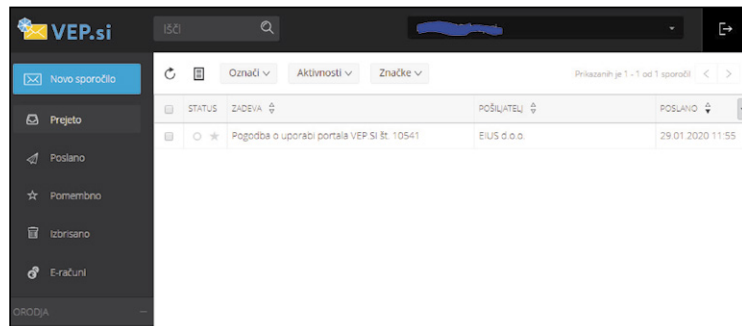 VEP.si
Išči
Novo sporočilo
Označi
Aktivnosti
Značke
Prikazanih je 1 - 1 od 1 sporočil
STATUS
ZADEVA
POŠILJATELJ
POSLANO
Prejeto
Pogodba o uporabi portala VEP.SI št. 10541
EIUS d.o.o.
29.01.2020 11:55
Poslano
Pomembno
Izbrisano
E-računi
ORODJA